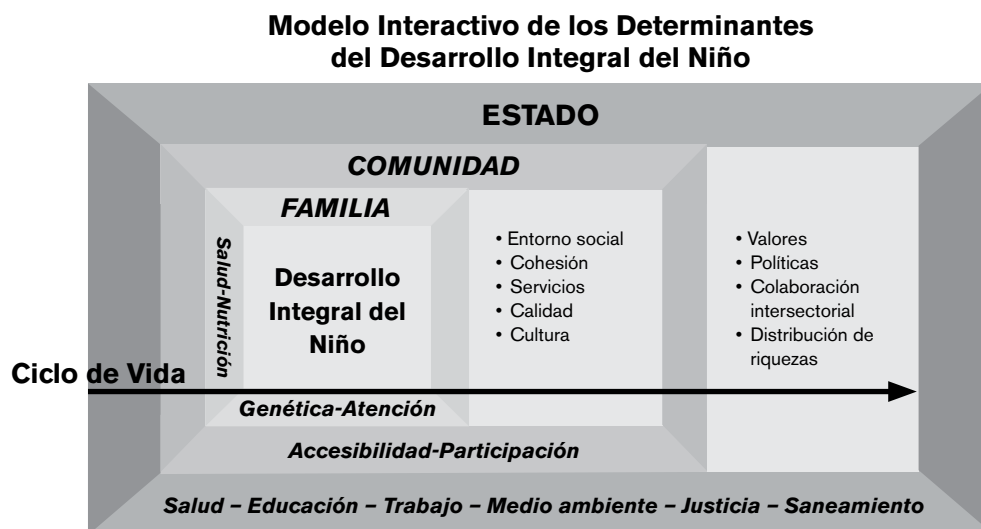 Modelo Interactivo de los Determinantes
del Desarrollo Integral del Niño
ESTADO
COMUNIDAD
FAMILIA
Salud-Nutrición
Desarrollo
Integral del
Niño
• Entorno social
• Cohesión
• Servicios
• Calidad
• Cultura
• Valores
• Políticas
• Colaboración
intersectorial
• Distribución de
riquezas
Ciclo de Vida
Genética-Atención
Accesibilidad-Participación
Salud – Educación – Trabajo – Medio ambiente – Justicia – Saneamiento